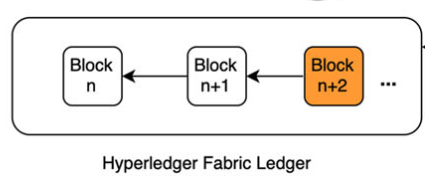 Block
n
Block
n+1
Block
n+2
...
Hyperledger Fabric Ledger